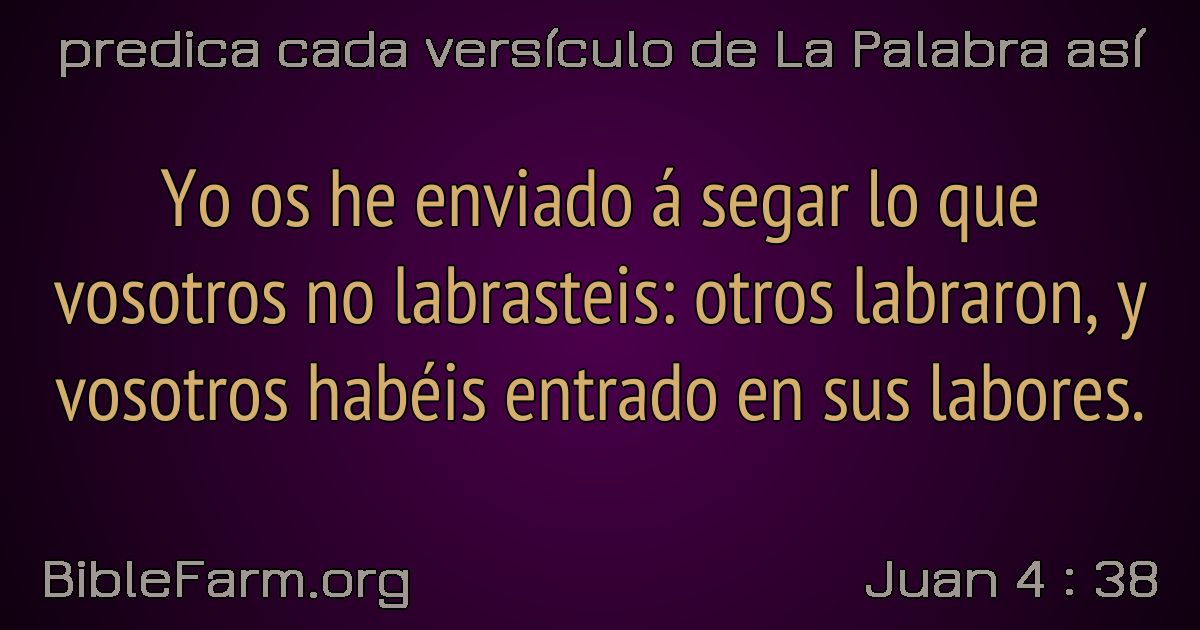 predica cada versículo de La Palabra así
Yo os he enviado á segar lo que
vosotros no labrasteis: otros labraron, y
vosotros habéis entrado en sus labores.
BibleFarm.org
Juan 4 : 38